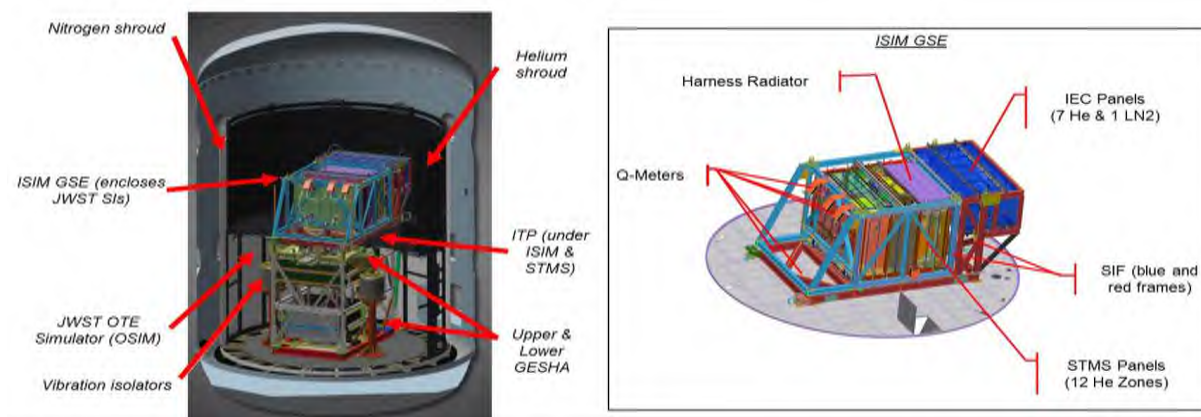 Nitrogen shroud
Helium
shroud
ISIM GSE (encloses
JWST SIs)
ITP (under
ISIM &
STMS)
JWST OTE
Simulator (OSIM)
Vibration isolators
Upper &
Lower
GESHA
ISIM GSE
Harness Radiator
IEC Panels
(7 He & 1 LN2)
Q-Meters
SIF (blue and
red frames)
STMS Panels
(12 He Zones)